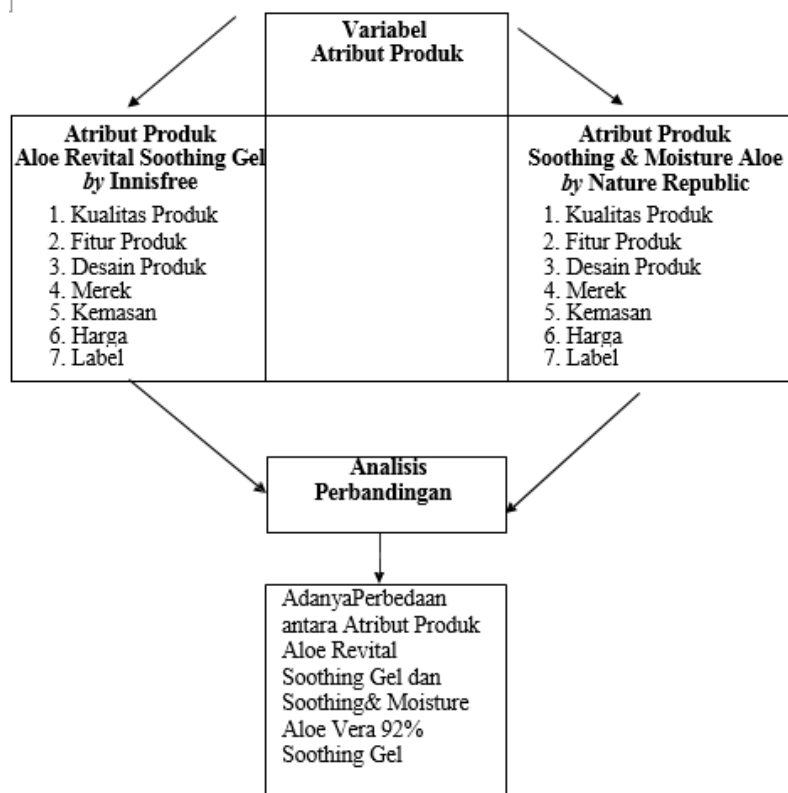 Variabel
Atribut Produk
Atribut Produk
Aloe Revital Soothing Gel
by Innisfree
1. Kualitas Produk
2. Fitur Produk
3. Desain Produk
4. Merek
5. Kemasan
6. Harga
7. Label
Atribut Produk
Soothing & Moisture Aloe
by Nature Republic
1. Kualitas Produk
2. Fitur Produk
3. Desain Produk
4. Merek
5. Kemasan
6. Harga
7. Label
Analisis
Perbandingan
AdanyaPerbedaan
antara Atribut Produk
Aloe Revital
Soothing Gel dan
Soothing& Moisture
Aloe Vera 92%
Soothing Gel